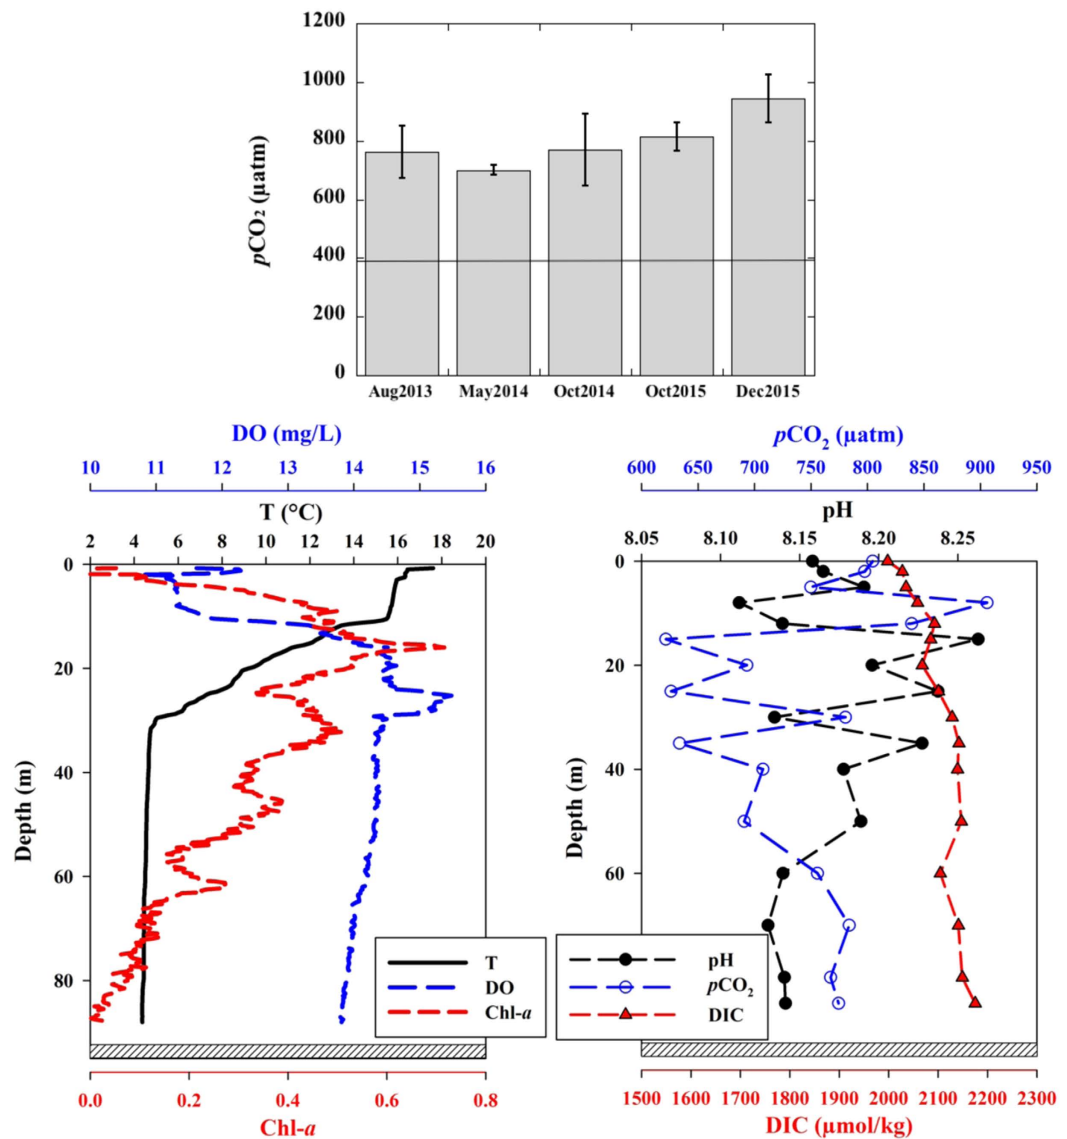 1200
1000
800
600
400
200
0
pCO₂ (μatm)
Aug2013 May2014 Oct2014 Oct2015 Dec2015
DO (mg/L)
10 11 12 13 14 15 16
T (°C)
2 4 6 8 10 12 14 16 18 20
0
20
40
60
80
Depth (m)
T
DO
Chl-a
0.0 0.2 0.4 0.6 0.8
Chl-a
pCO₂ (μatm)
600 650 700 750 800 850 900 950
pH
8.05 8.10 8.15 8.20 8.25
0
20
40
60
Depth (m)
pH
pCO₂
DIC
1500 1600 1700 1800 1900 2000 2100 2200 2300
DIC (μmol/kg)